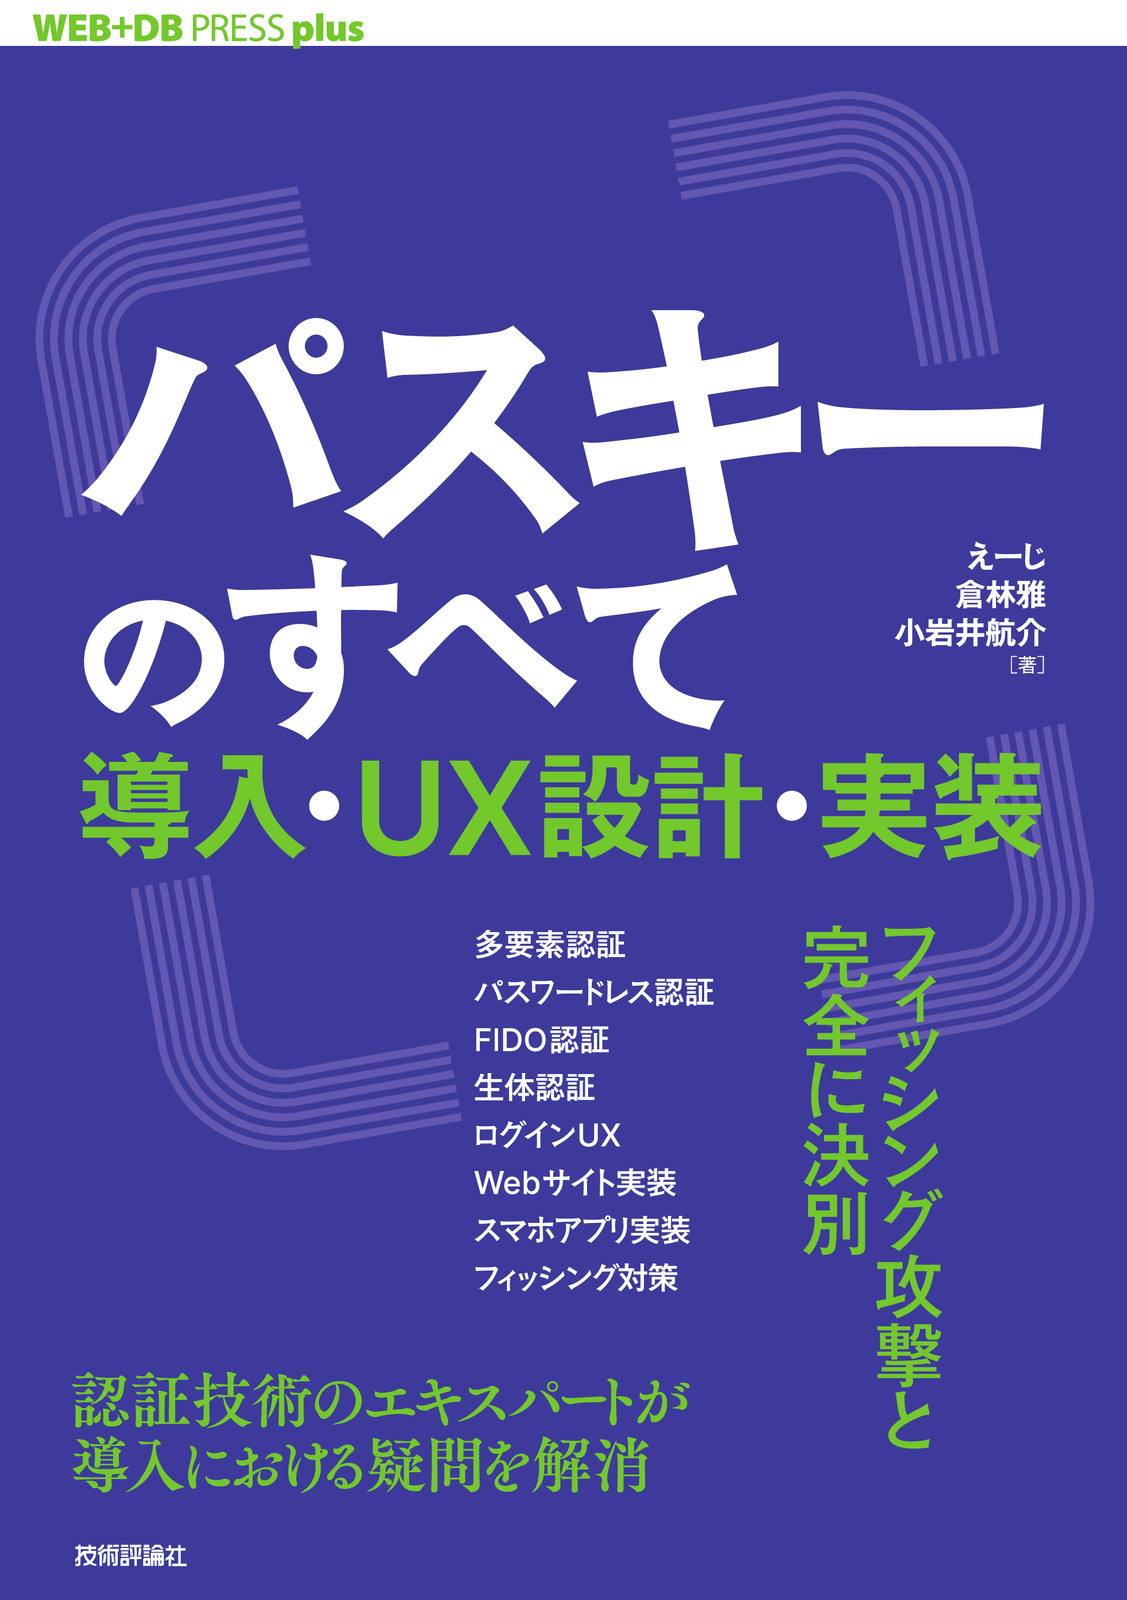 WEB+DB PRESS plus
パスキー
のすべて
えーじ
倉林雅
小岩井航介
［著］
導入・UX設計・実装
多要素認証
パスワードレス認証
FIDO認証
生体認証
ログインUX
Webサイト実装
スマホアプリ実装
フィッシング対策
フィッシング攻撃と
完全に決別
認証技術のエキスパートが
導入における疑問を解消
技術評論社